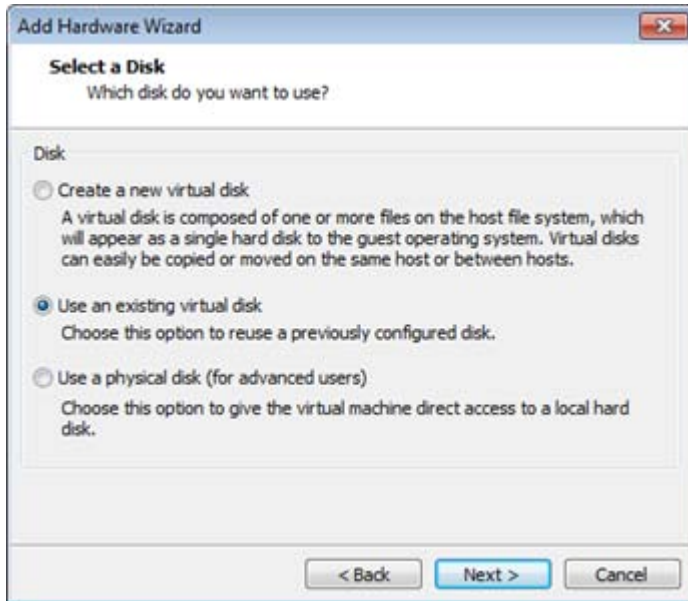 Add Hardware Wizard
Select a Disk
Which disk do you want to use?
Disk
Create a new virtual disk
A virtual disk is composed of one or more files on the host file system, which
will appear as a single hard disk to the guest operating system. Virtual disks
can easily be copied or moved on the same host or between hosts.
Use an existing virtual disk
Choose this option to reuse a previously configured disk.
Use a physical disk (for advanced users)
Choose this option to give the virtual machine direct access to a local hard
disk.
< Back Next > Cancel